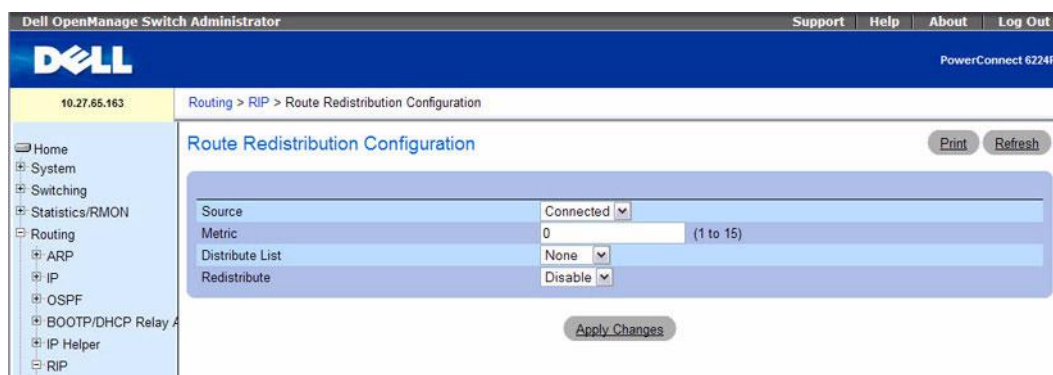 Dell OpenManage Switch Administrator
Support Help About Log Out
DELL
PowerConnect 6224P
10.27.65.163
Routing > RIP > Route Redistribution Configuration
Home
System
Switching
Statistics/RMON
Routing
ARP
IP
OSPF
BOOTP/DHCP Relay A
IP Helper
RIP
Route Redistribution Configuration
Print Refresh
Source Connected
Metric 0 (1 to 15)
Distribute List None
Redistribute Disable
Apply Changes